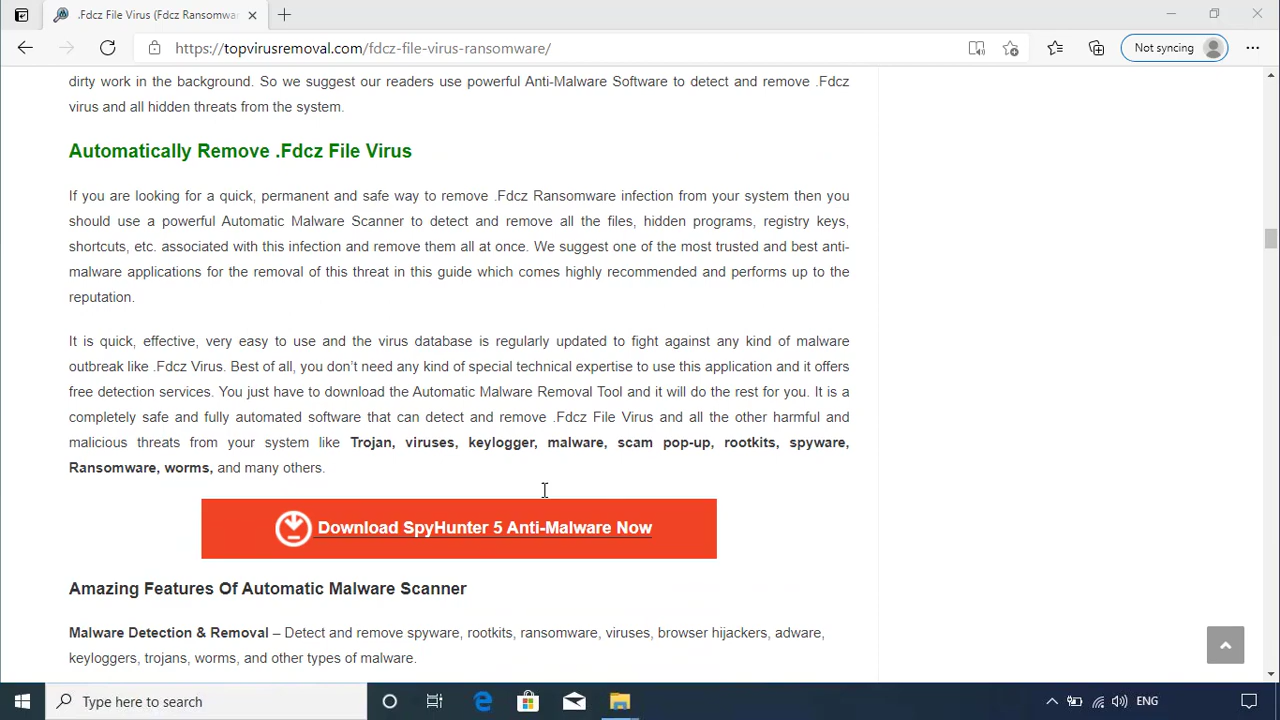 .Fdcz File Virus (Fdcz Ransomwa
https://topvirusremoval.com/fdcz-file-virus-ransomware/
Not syncing
dirty work in the background. So we suggest our readers use powerful Anti-Malware Software to detect and remove .Fdcz
virus and all hidden threats from the system.
Automatically Remove .Fdcz File Virus
If you are looking for a quick, permanent and safe way to remove .Fdcz Ransomware infection from your system then you
should use a powerful Automatic Malware Scanner to detect and remove all the files, hidden programs, registry keys,
shortcuts, etc. associated with this infection and remove them all at once. We suggest one of the most trusted and best anti-
malware applications for the removal of this threat in this guide which comes highly recommended and performs up to the
reputation.
It is quick, effective, very easy to use and the virus database is regularly updated to fight against any kind of malware
outbreak like .Fdcz Virus. Best of all, you don’t need any kind of special technical expertise to use this application and it offers
free detection services. You just have to download the Automatic Malware Removal Tool and it will do the rest for you. It is a
completely safe and fully automated software that can detect and remove .Fdcz File Virus and all the other harmful and
malicious threats from your system like Trojan, viruses, keylogger, malware, scam pop-up, rootkits, spyware,
Ransomware, worms, and many others.
Download SpyHunter 5 Anti-Malware Now
Amazing Features Of Automatic Malware Scanner
Malware Detection & Removal – Detect and remove spyware, rootkits, ransomware, viruses, browser hijackers, adware,
keyloggers, trojans, worms, and other types of malware.
Type here to search
ENG